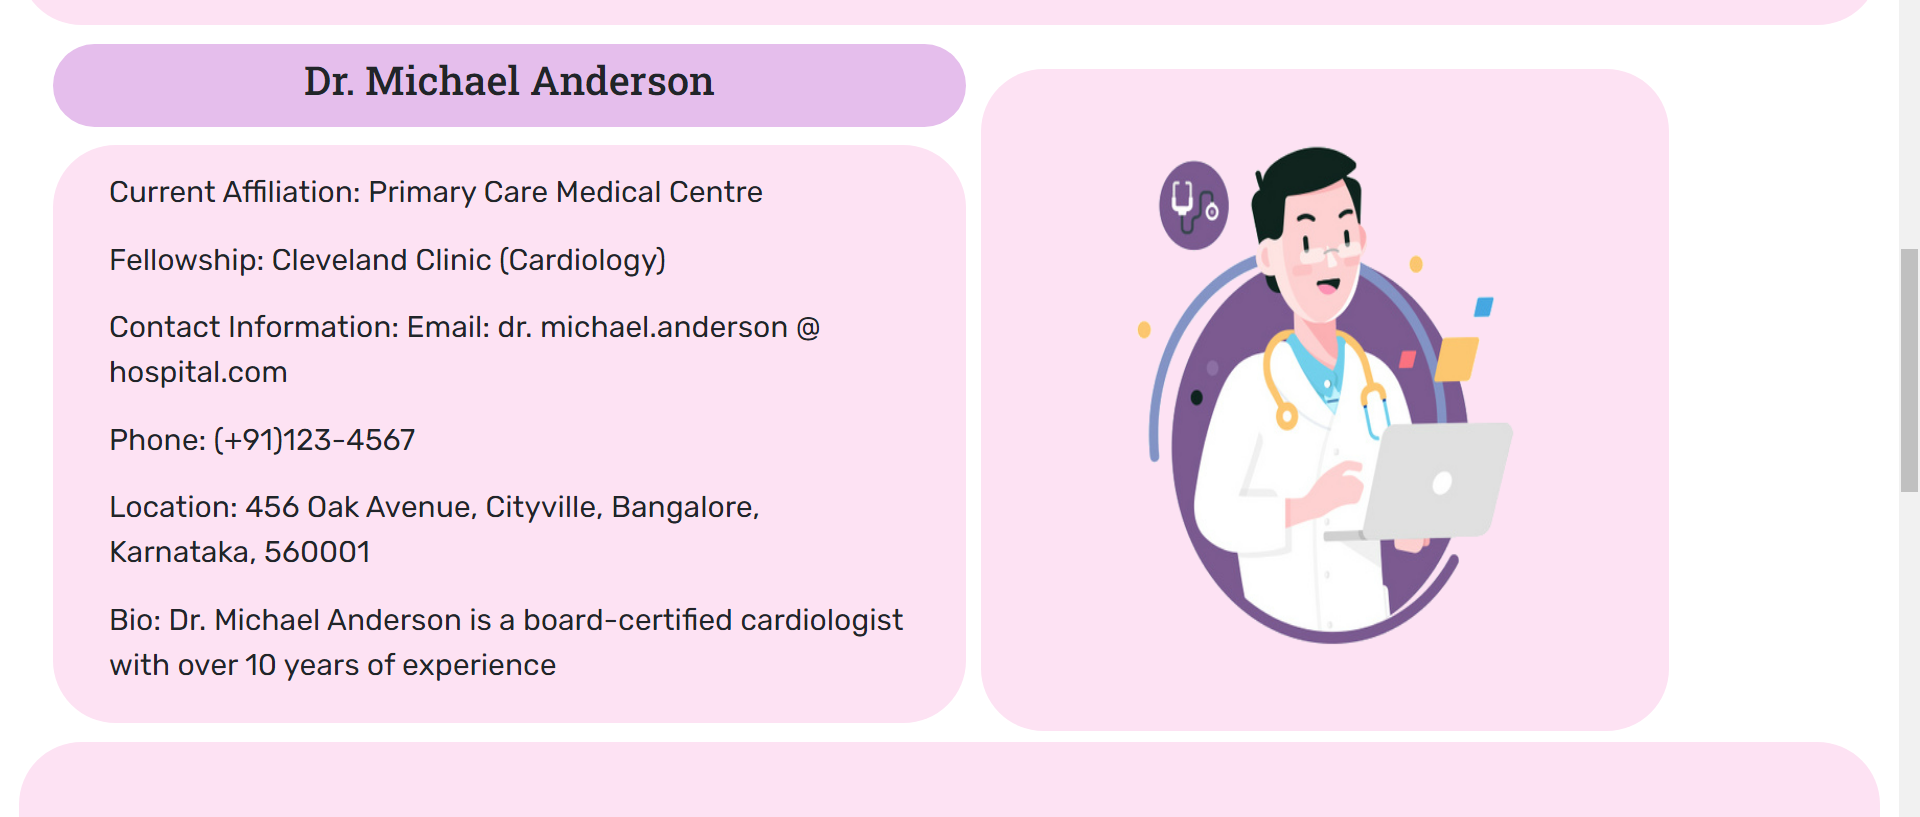 Dr. Michael Anderson
Current Affiliation: Primary Care Medical Centre
Fellowship: Cleveland Clinic (Cardiology)
Contact Information: Email: dr. michael.anderson @
hospital.com
Phone: (+91)123-4567
Location: 456 Oak Avenue, Cityville, Bangalore,
Karnataka, 560001
Bio: Dr. Michael Anderson is a board-certified cardiologist
with over 10 years of experience